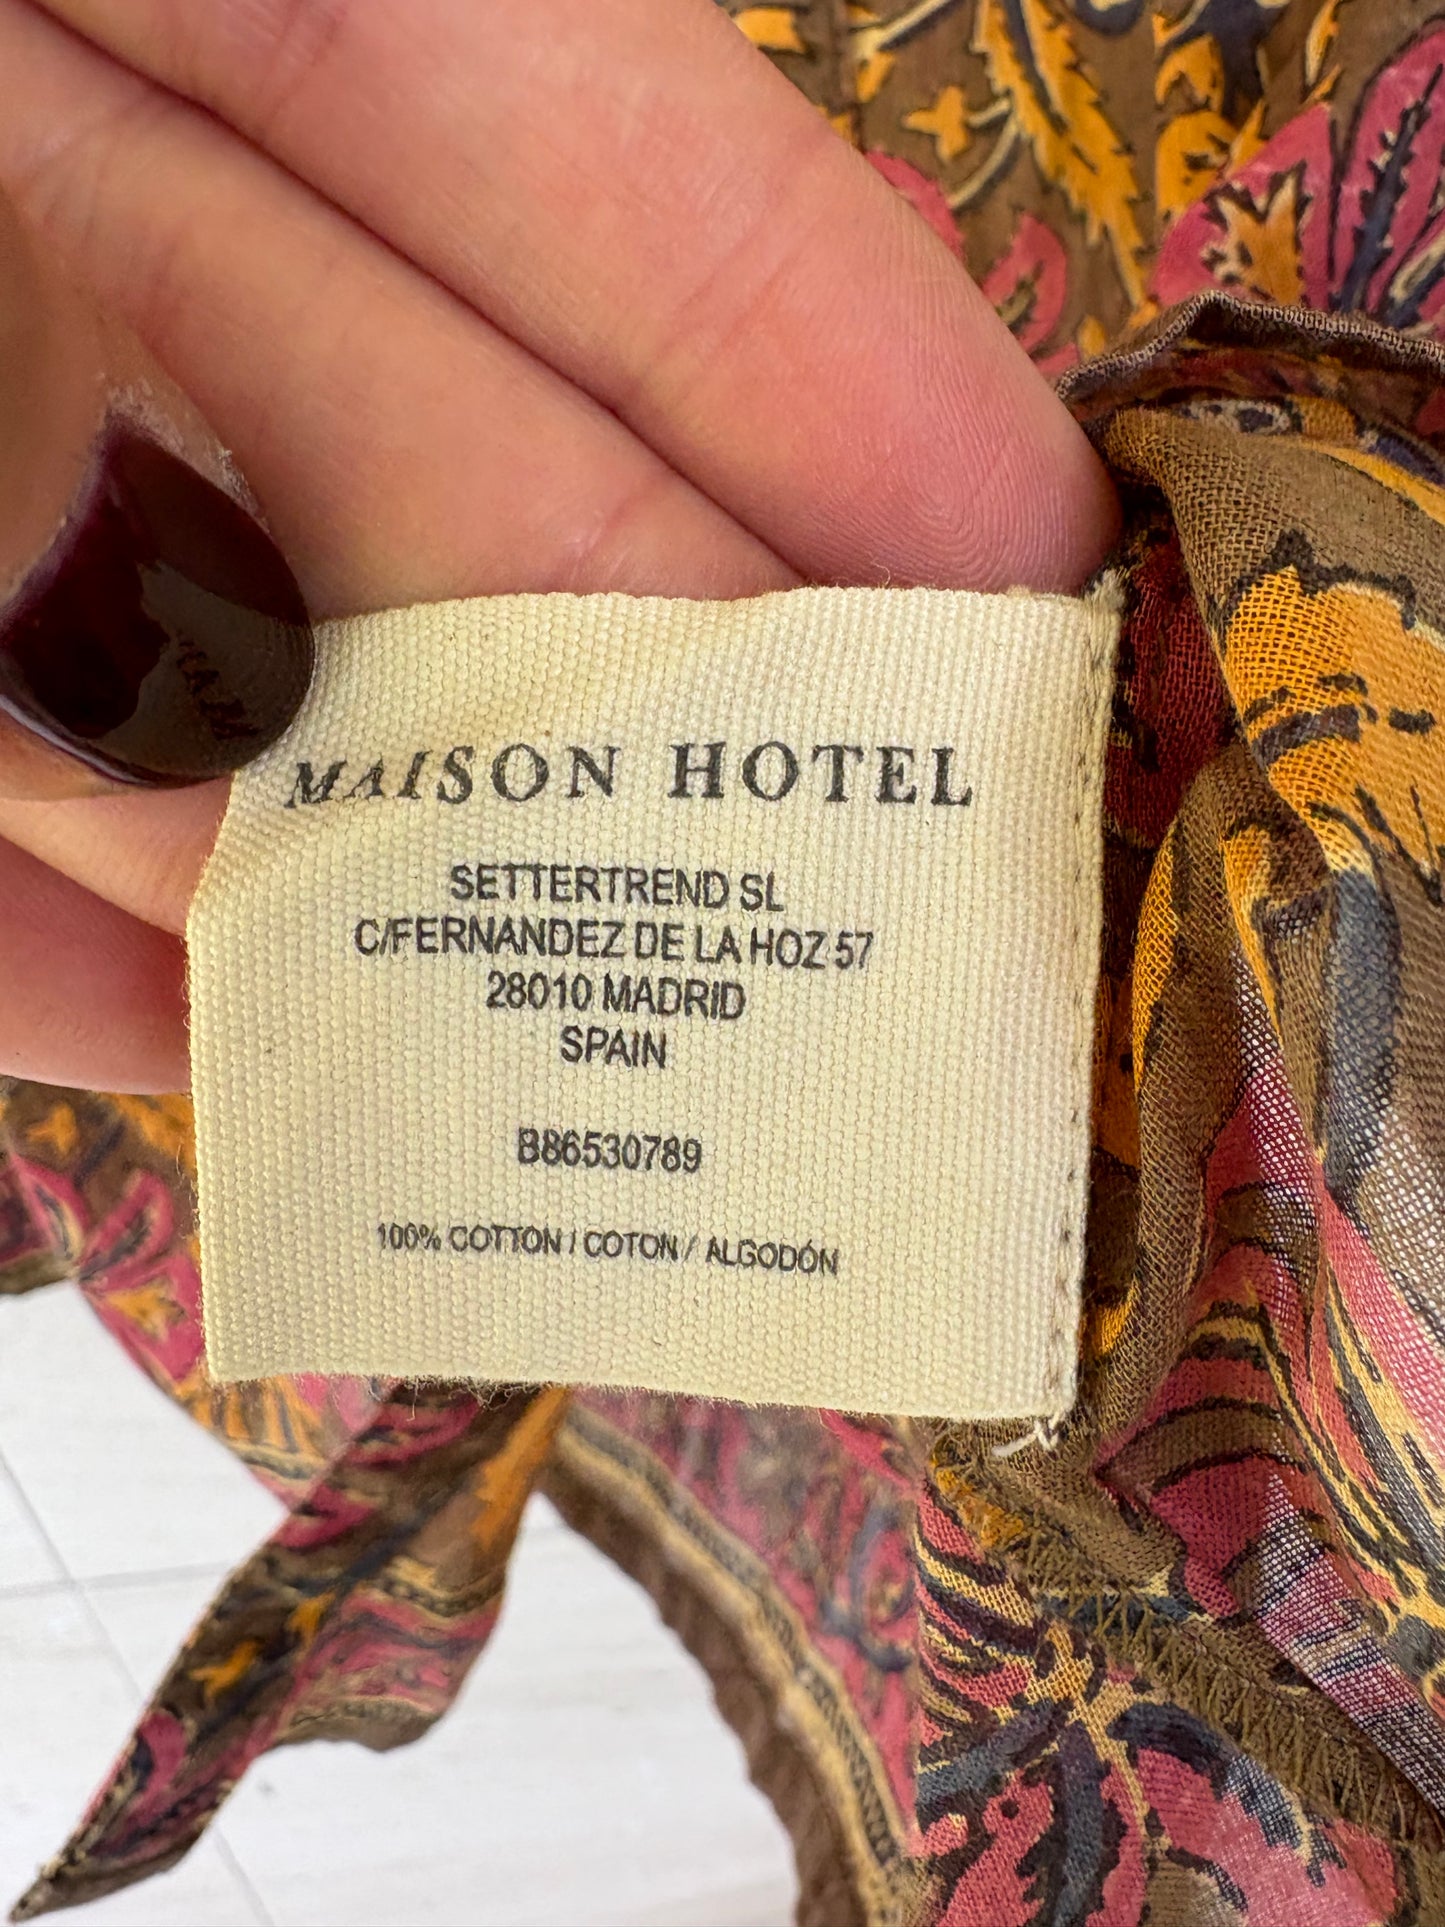 MAISON HOTEL
SETTERTREND SL
C/FERNANDEZ DE LA HOZ 57
28010 MADRID
SPAIN
B86530789
100% COTTON / COTON / ALGODÓN